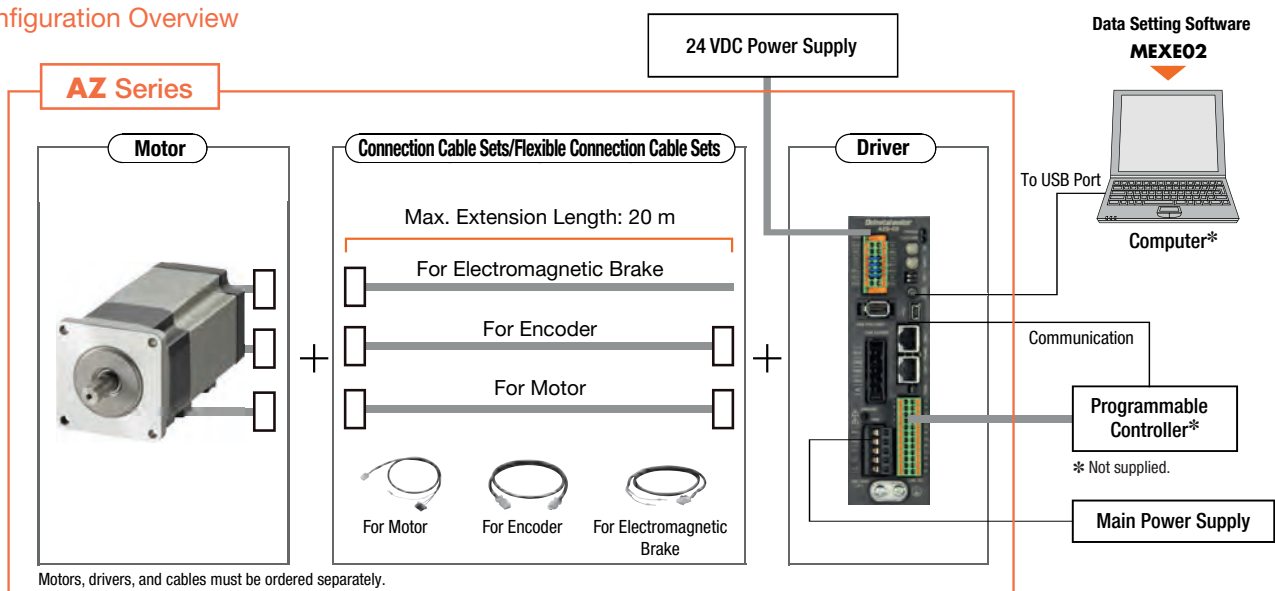 nfiguration Overview
24 VDC Power Supply
Data Setting Software
MEXE02
AZ Series
Motor
Connection Cable Sets/Flexible Connection Cable Sets
Driver
To USB Port
Max. Extension Length: 20 m
Computer*
For Electromagnetic Brake
For Encoder
Communication
+
+
For Motor
Programmable
Controller*
* Not supplied.
For Motor
For Encoder
For Electromagnetic
Brake
Main Power Supply
Motors, drivers, and cables must be ordered separately.